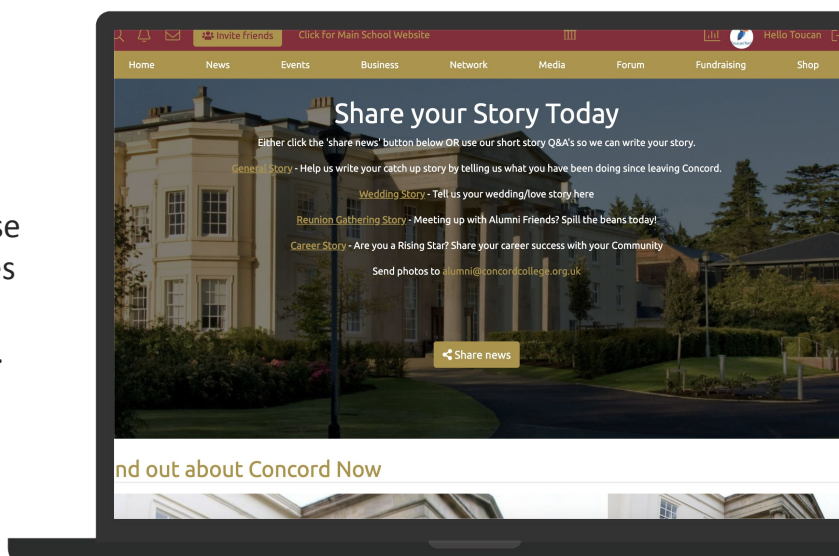 se
es
.
Invite friends Click for Main School Website Hello Toucan
Home News Events Business Network Media Forum Fundraising Shop
Share your Story Today
Either click the 'share news' button below OR use our short story Q&A's so we can write your story.
General Story - Help us write your catch up story by telling us what you have been doing since leaving Concord.
Wedding Story - Tell us your wedding/love story here
Reunion Gathering Story - Meeting up with Alumni Friends? Spill the beans today!
Career Story - Are you a Rising Star? Share your career success with your Community
Send photos to alumni@concordcollege.org.uk
Share news
nd out about Concord Now